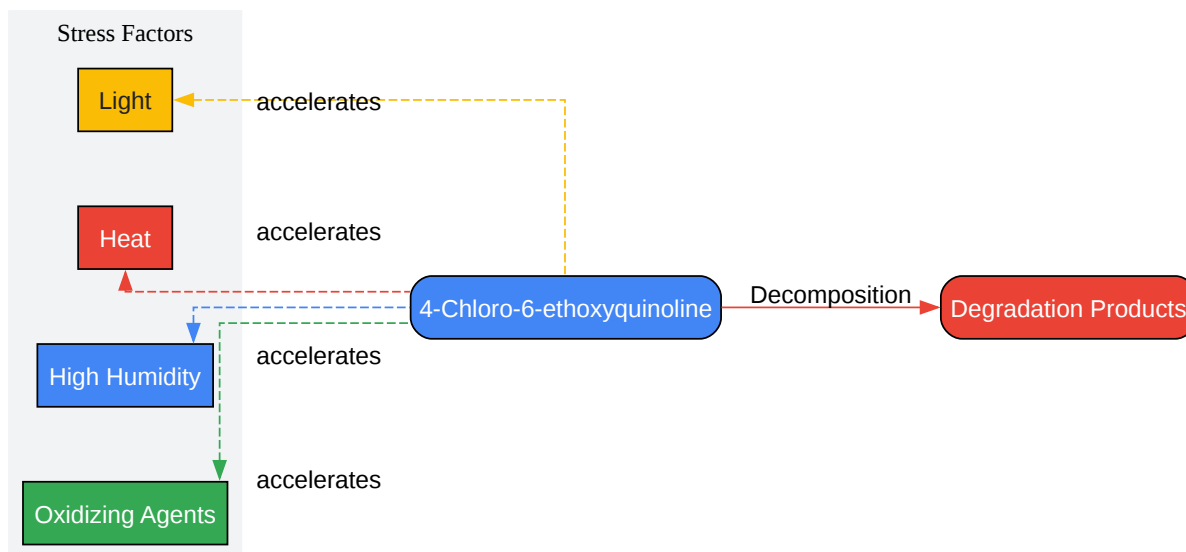 Stress Factors
Light
accelerates
Heat
accelerates
4-Chloro-6-ethoxyquinoline
Decomposition
Degradation Products
High Humidity
accelerates
Oxidizing Agents
accelerates